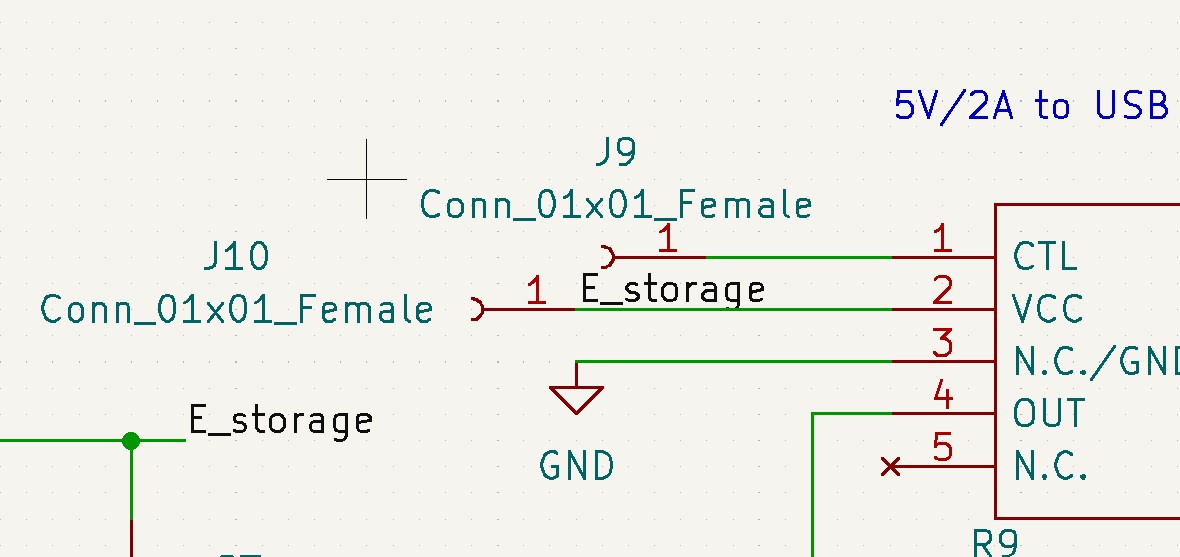 5V/2A to USB
J9
Conn_01x01_Female
1
1
CTL
J10
Conn_01x01_Female
1
E_storage
2
VCC
3
N.C./GND
4
OUT
E_storage
5
N.C.
GND
R9